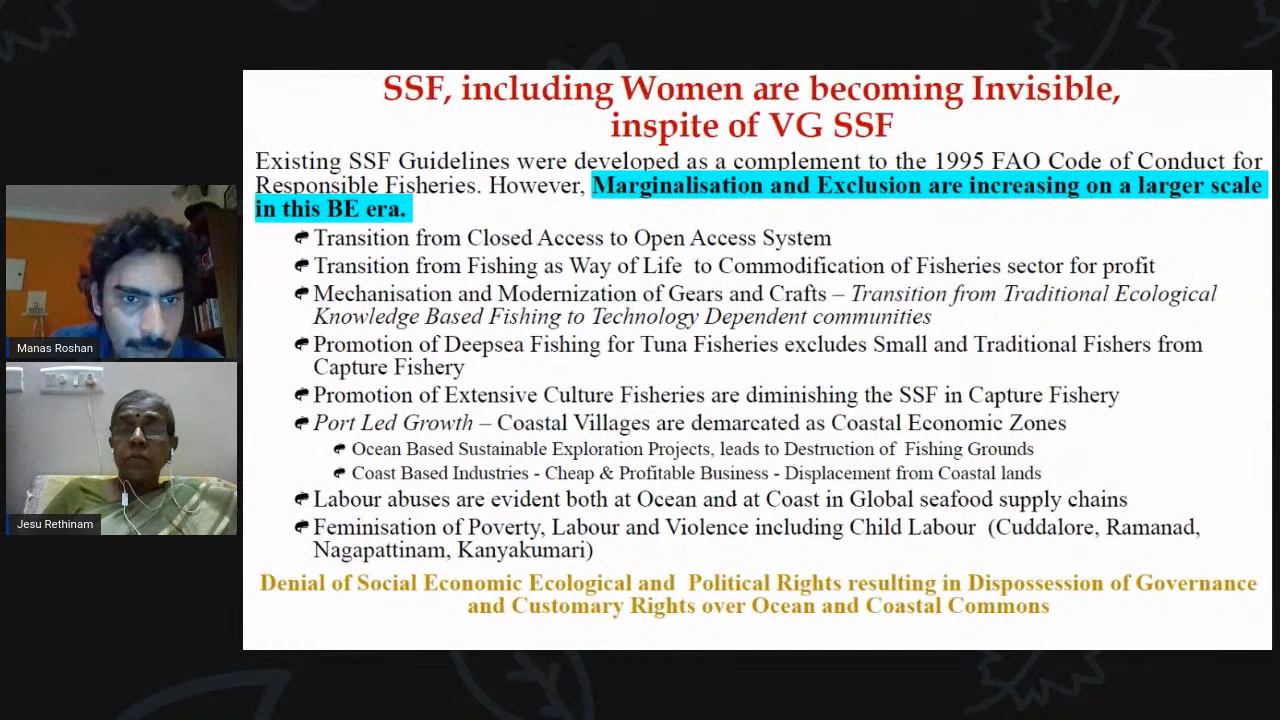 SSF, including Women are becoming Invisible,
inspite of VG SSF
Existing SSF Guidelines were developed as a complement to the 1995 FAO Code of Conduct for
Responsible Fisheries. However, Marginalisation and Exclusion are increasing on a larger scale
in this BE era.
Transition from Closed Access to Open Access System
Transition from Fishing as Way of Life to Commodification of Fisheries sector for profit
Mechanisation and Modernization of Gears and Crafts – Transition from Traditional Ecological
Knowledge Based Fishing to Technology Dependent communities
Promotion of Deepsea Fishing for Tuna Fisheries excludes Small and Traditional Fishers from
Capture Fishery
Promotion of Extensive Culture Fisheries are diminishing the SSF in Capture Fishery
Port Led Growth – Coastal Villages are demarcated as Coastal Economic Zones
Ocean Based Sustainable Exploration Projects, leads to Destruction of Fishing Grounds
Coast Based Industries - Cheap & Profitable Business - Displacement from Coastal lands
Labour abuses are evident both at Ocean and at Coast in Global seafood supply chains
Feminisation of Poverty, Labour and Violence including Child Labour (Cuddalore, Ramanad,
Nagapattinam, Kanyakumari)
Denial of Social Economic Ecological and Political Rights resulting in Dispossession of Governance
and Customary Rights over Ocean and Coastal Commons
Manas Roshan
Jesu Rethinam